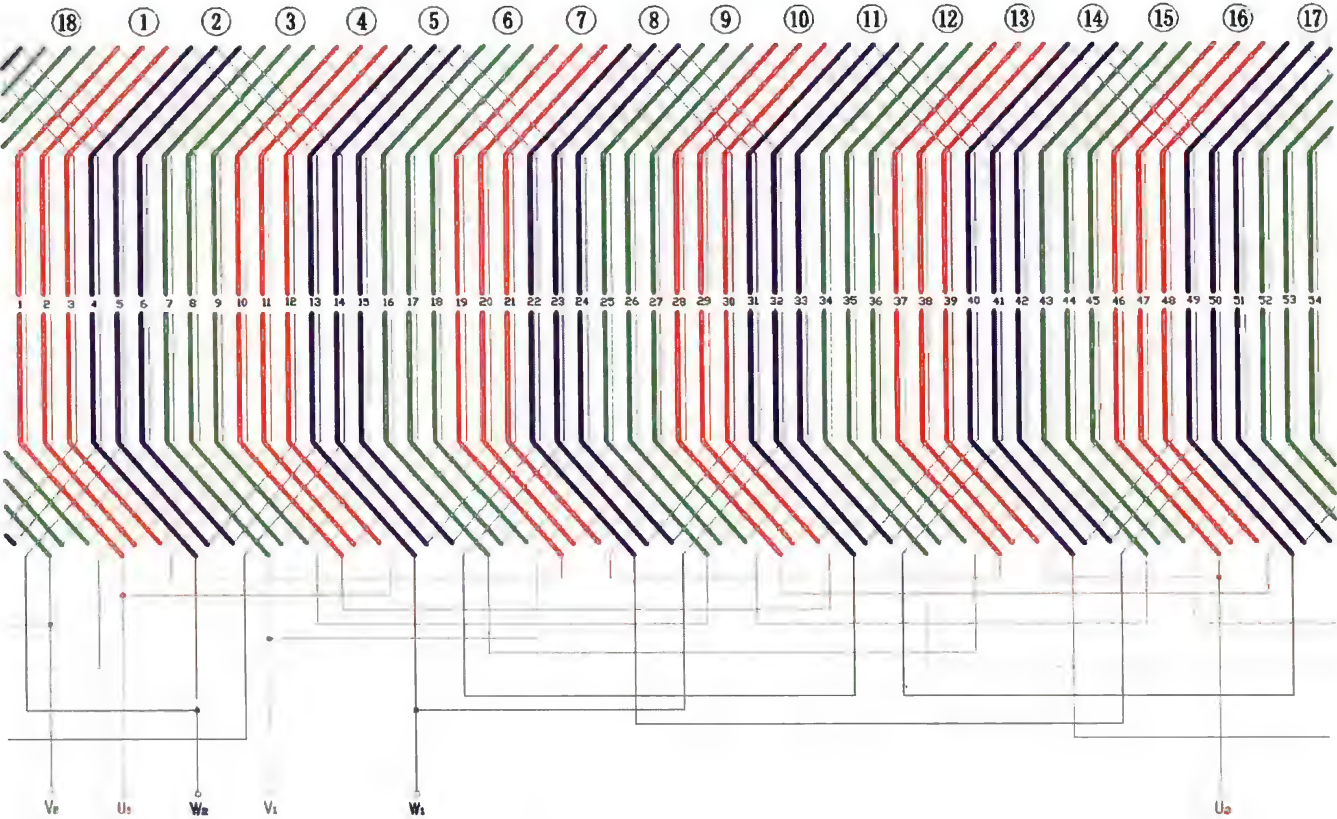 ⑱ ① ② ③ ④ ⑤ ⑥ ⑦ ⑧ ⑨ ⑩ ⑪ ⑫ ⑬ ⑭ ⑮ ⑯ ⑰
1 2 3 4 5 6 7 8 9 10 11 12 13 14 15 16 17 18 19 20 21 22 23 24 25 26 27 28 29 30 31 32 33 34 35 36 37 38 39 40 41 42 43 44 45 46 47 48 49 50 51 52 53 54
V₂ U₁ W₂ V₁ W₁ U₂